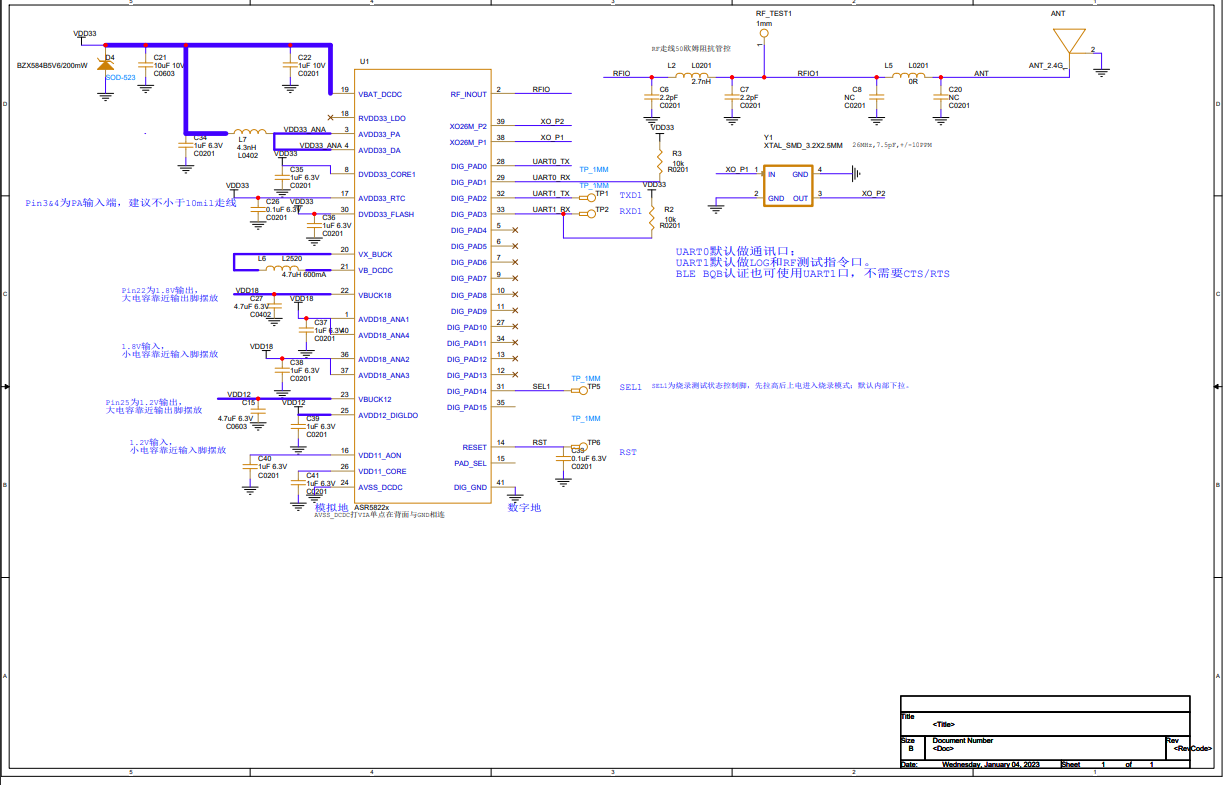 5
4
3
2
1
D
C
B
A
VDD33
BZX584B5V6/200mW
D4
SOD-523
C21
10uF 10V
C0603
C22
1uF 10V
C0201
U1
19 VBAT_DCDC
18 RVDD33_LDO
3 AVDD33_PA
AVDD33_DA
8 DVDD33_CORE1
17 AVDD33_RTC
30 DVDD33_FLASH
20 VX_BUCK
21 VB_DCDC
22 VBUCK18
1 AVDD18_ANA1
AVDD18_ANA4
36 AVDD18_ANA2
37 AVDD18_ANA3
23 VBUCK12
25 AVDD12_DIGLDO
16 VDD11_AON
26 VDD11_CORE
24 AVSS_DCDC
C34
1uF 6.3V
C0201
L7
4.3nH
L0402
VDD33_ANA
VDD33_ANA 4
VDD33
C35
1uF 6.3V
C0201
VDD33
C26
0.1uF 6.3V
C0201
VDD33
C36
1uF 6.3V
C0201
Pin3&4为PA输入端，建议不小于10mil走线
L6 L2520
4.7uH 600mA
Pin22为1.8V输出，
大电容靠近输出脚摆放
VDD18
C27
4.7uF 6.3V
C0402
VDD18
C37
1uF 6.3V40
C0201
1.8V输入，
小电容靠近输入脚摆放
VDD18
C38
1uF 6.3V
C0201
Pin25为1.2V输出，
大电容靠近输出脚摆放
VDD12
C15
4.7uF 6.3V
C0603
VDD12
C39
1uF 6.3V
C0201
1.2V输入，
小电容靠近输入脚摆放
C40
1uF 6.3V
C0201
C41
1uF 6.3V
C0201
模拟地
ASR5822x
AVSS_DCDC打VIA单点在背面与GND相连
数字地
RF_INOUT 2 RFIO
XO26M_P2 39 XO_P2
XO26M_P1 38 XO_P1
DIG_PAD0 28 UART0_TX
DIG_PAD1 29 UART0_RX
DIG_PAD2 32 UART1_TX
DIG_PAD3 33 UART1_RX
DIG_PAD4 5
DIG_PAD5 6
DIG_PAD6 7
DIG_PAD7 9
DIG_PAD8 10
DIG_PAD9 11
DIG_PAD10 27
DIG_PAD11 34
DIG_PAD12 13
DIG_PAD13 12
DIG_PAD14 31 SEL1
DIG_PAD15 35
RESET 14 RST
PAD_SEL 15
DIG_GND 41
TP_1MM
TP1 TXD1
TP_1MM
TP2 RXD1
VDD33
R3
10k
R0201
VDD33
R2
10k
R0201
TP_1MM
TP5 SEL1
SEL1为烧录测试状态控制脚，先拉高后上电进入烧录模式；默认内部下拉。
TP_1MM
TP6
RST
C33
0.1uF 6.3V
C0201
RF走线50欧姆阻抗管控
RFIO
L2 L0201
2.7nH
C6
2.2pF
C0201
C7
2.2pF
C0201
RF_TEST1
1mm
1
RFIO1
L5 L0201
0R
C8
NC
C0201
C20
NC
C0201
ANT
ANT
ANT_2.4G
1
2
Y1
XTAL_SMD_3.2X2.5MM
26MHz,7.5pF,+/-10PPM
XO_P1 1 IN GND 4
2 GND OUT 3 XO_P2
UART0默认做通讯口；
UART1默认做LOG和RF测试指令口。
BLE BQB认证也可使用UART1口，不需要CTS/RTS
Title
<Title>
Size
B
Document Number
<Doc>
Rev
<RevCode>
Date: Wednesday, January 04, 2023 Sheet 1 of 1
5
4
3
2
1
D
C
B
A